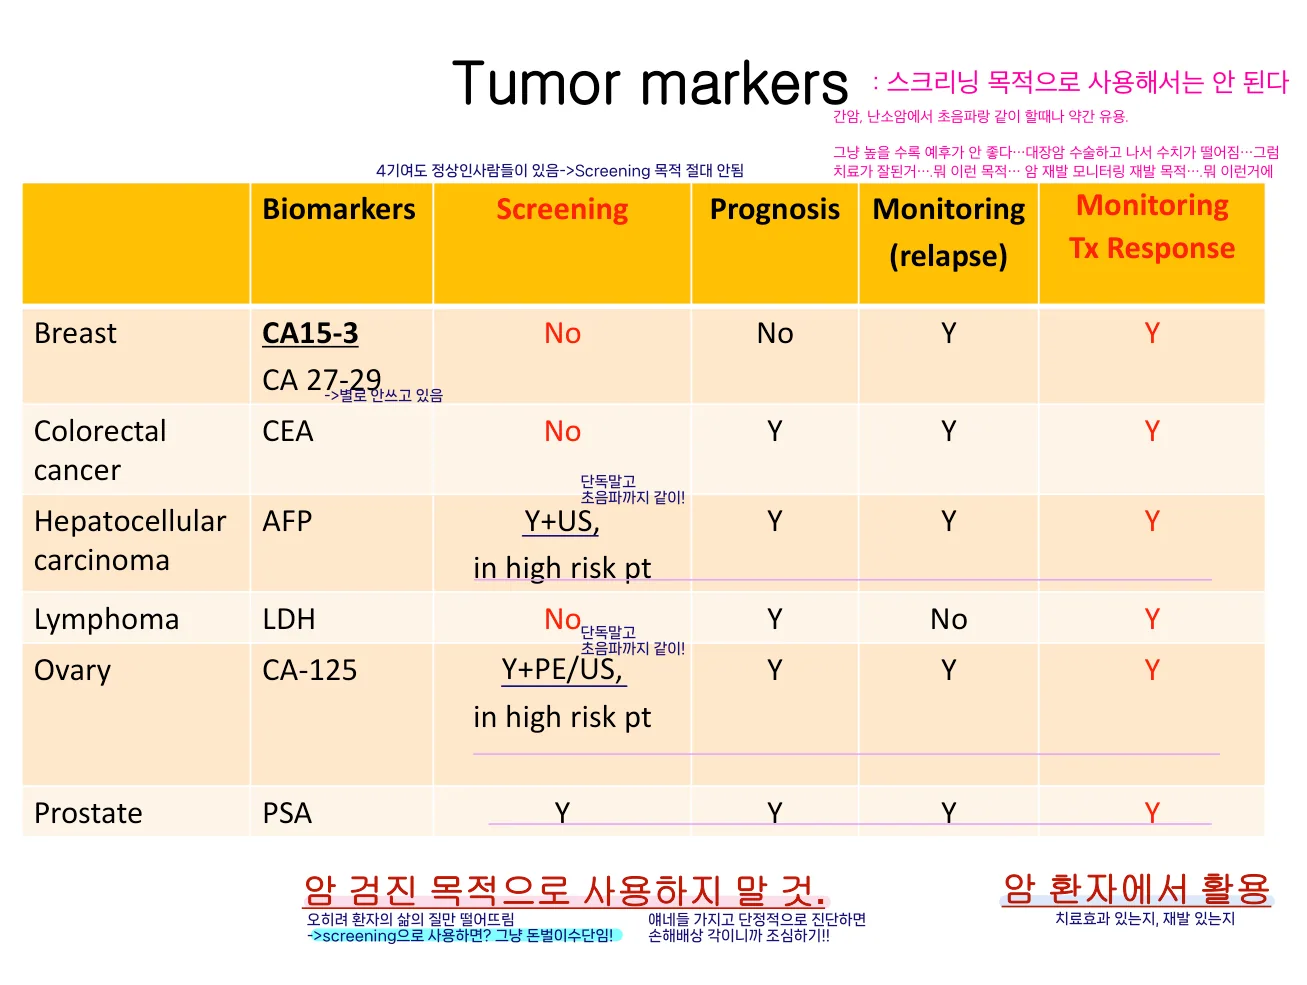 Tumor markers : 스크리닝 목적으로 사용해서는 안 된다
간암, 난소암에서 초음파랑 같이 할때나 약간 유용.
그냥 높을 수록 예후가 안 좋다…대장암 수술하고 나서 수치가 떨어짐…그럼
치료가 잘된거….뭐 이런 목적… 암 재발 모니터링 재발 목적….뭐 이런거에
4기여도 정상인사람들이 있음->Screening 목적 절대 안됨
Biomarkers Screening Prognosis Monitoring (relapse) Monitoring Tx Response
Breast CA15-3 No No Y Y
CA 27-29
->별로 안쓰고 있음
Colorectal cancer CEA No Y Y Y
단독말고
초음파까지 같이!
Hepatocellular carcinoma AFP Y+US, Y Y Y
in high risk pt
Lymphoma LDH No Y No Y
단독말고
초음파까지 같이!
Ovary CA-125 Y+PE/US, Y Y Y
in high risk pt
Prostate PSA Y Y Y Y
암 검진 목적으로 사용하지 말 것.
오히려 환자의 삶의 질만 떨어뜨림
->screening으로 사용하면? 그냥 돈벌이수단임!
얘네들 가지고 단정적으로 진단하면
손해배상 각이니까 조심하기!!
암 환자에서 활용
치료효과 있는지, 재발 있는지